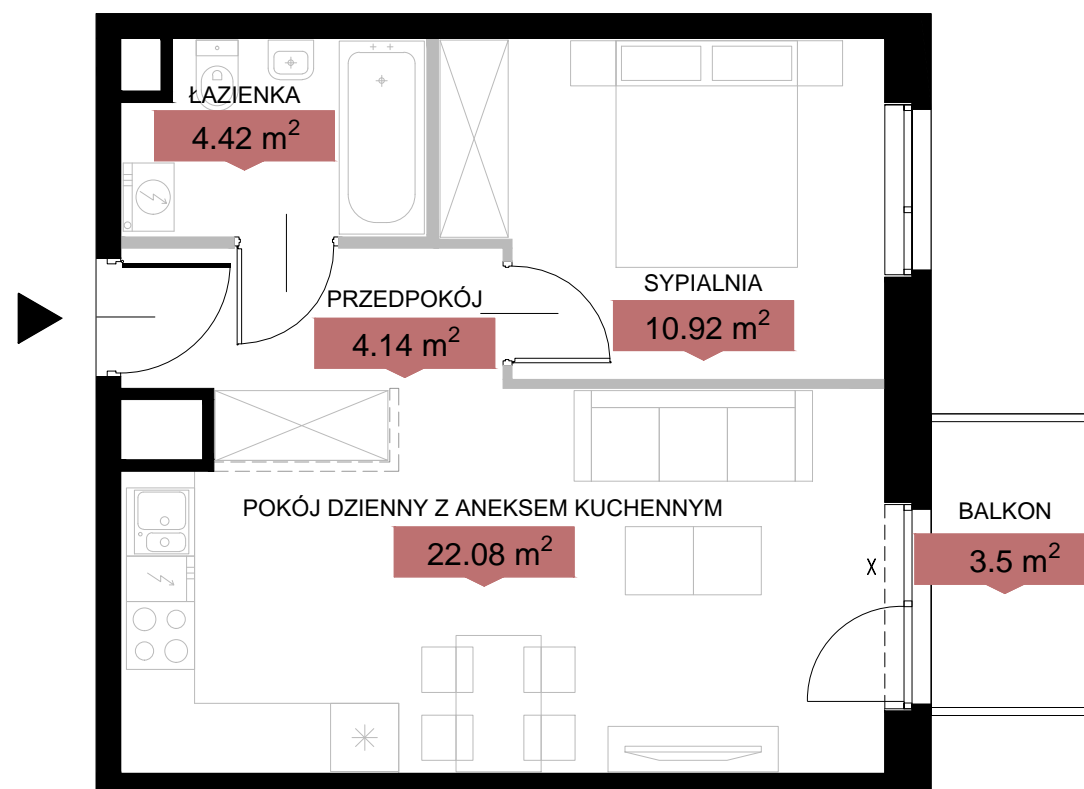 ŁAZIENKA
4.42 m²
PRZEDPOKÓJ
4.14 m²
SYPIALNIA
10.92 m²
POKÓJ DZIENNY Z ANEKSEM KUCHENNYM
22.08 m²
X
BALKON
3.5 m²